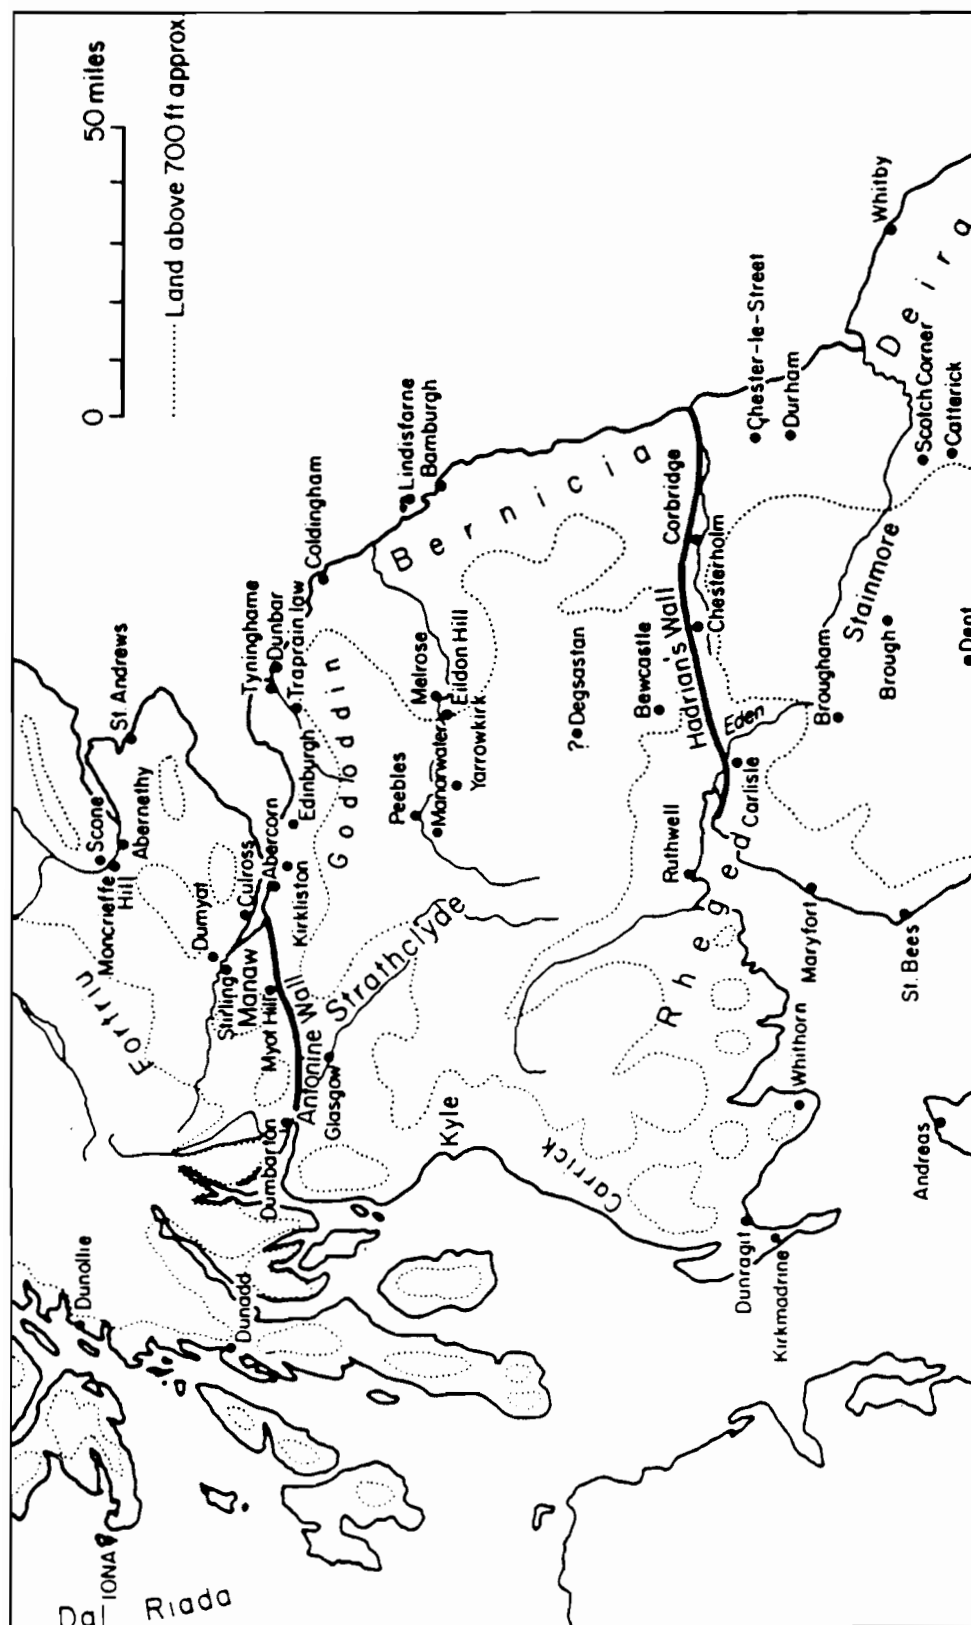 0 50 miles
Land above 700ft approx.
Dal Riada
IONA
Dunollie
Dunadd
Fortriu
Scone
Moncrieffe
Hill
Abernethy
St. Andrews
Dumyat
Culross
Stirling
Manaw
Abercorn
Myot Hill
Kirkliston
Edinburgh
Tyninghame
Dunbar
Traprain law
Coldingham
Dumbarton
Antonine Wall
Glasgow
Strathclyde
Gododdin
Lindisfarne
Bamburgh
Peebles
Manorwater
Melrose
Eildon Hill
Yarrowkirk
Kyle
Carrick
Bernicia
?Degsastan
Bewcastle
Hadrian's Wall
Corbridge
Chesterholm
Ruthwell
Rheged
Eden
Carlisle
Chester-le-Street
Durham
Dunragit
Kirkmadrine
Whithorn
Maryfort
St. Bees
Brougham
Stainmore
Brough
Whitby
Deira
Scotch Corner
Catterick
Andreas
Dent